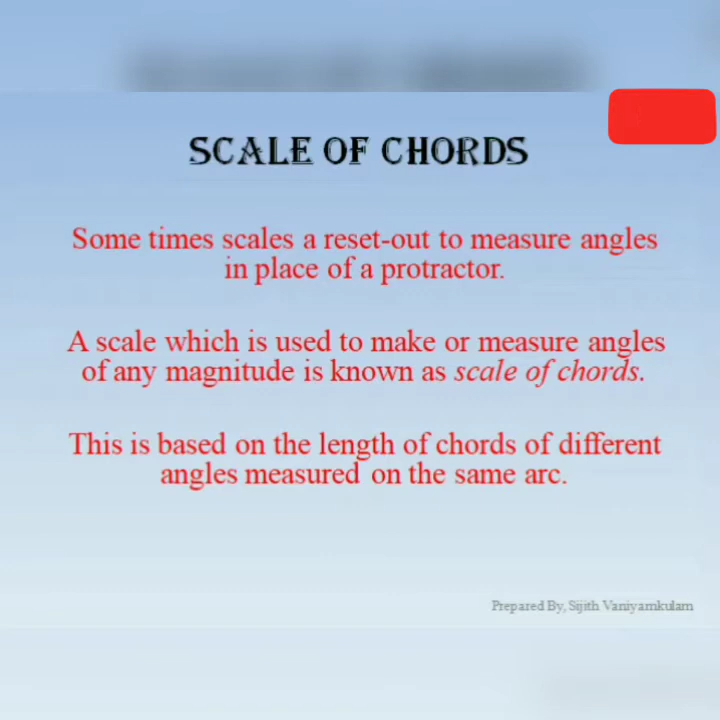 SCALE OF CHORDS
Some times scales a reset-out to measure angles
in place of a protractor.
A scale which is used to make or measure angles
of any magnitude is known as scale of chords.
This is based on the length of chords of different
angles measured on the same arc.
Prepared By, Sijith Vaniyamkulam